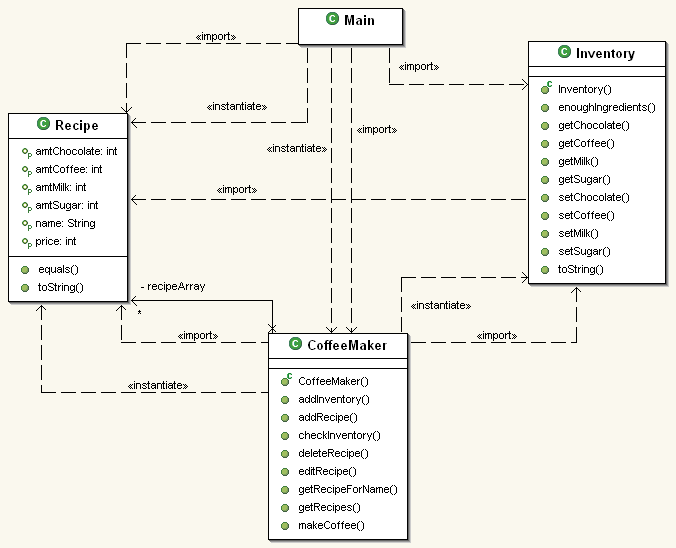 Main
«import»
«instantiate»
«instantiate»
«import»
«import»
Recipe
amtChocolate: int
amtCoffee: int
amtMilk: int
amtSugar: int
name: String
price: int
equals()
toString()
Inventory
Inventory()
enoughIngredients()
getChocolate()
getCoffee()
getMilk()
getSugar()
setChocolate()
setCoffee()
setMilk()
setSugar()
toString()
«import»
- recipeArray
*
«import»
«instantiate»
«instantiate»
«import»
CoffeeMaker
CoffeeMaker()
addInventory()
addRecipe()
checkInventory()
deleteRecipe()
editRecipe()
getRecipeForName()
getRecipes()
makeCoffee()